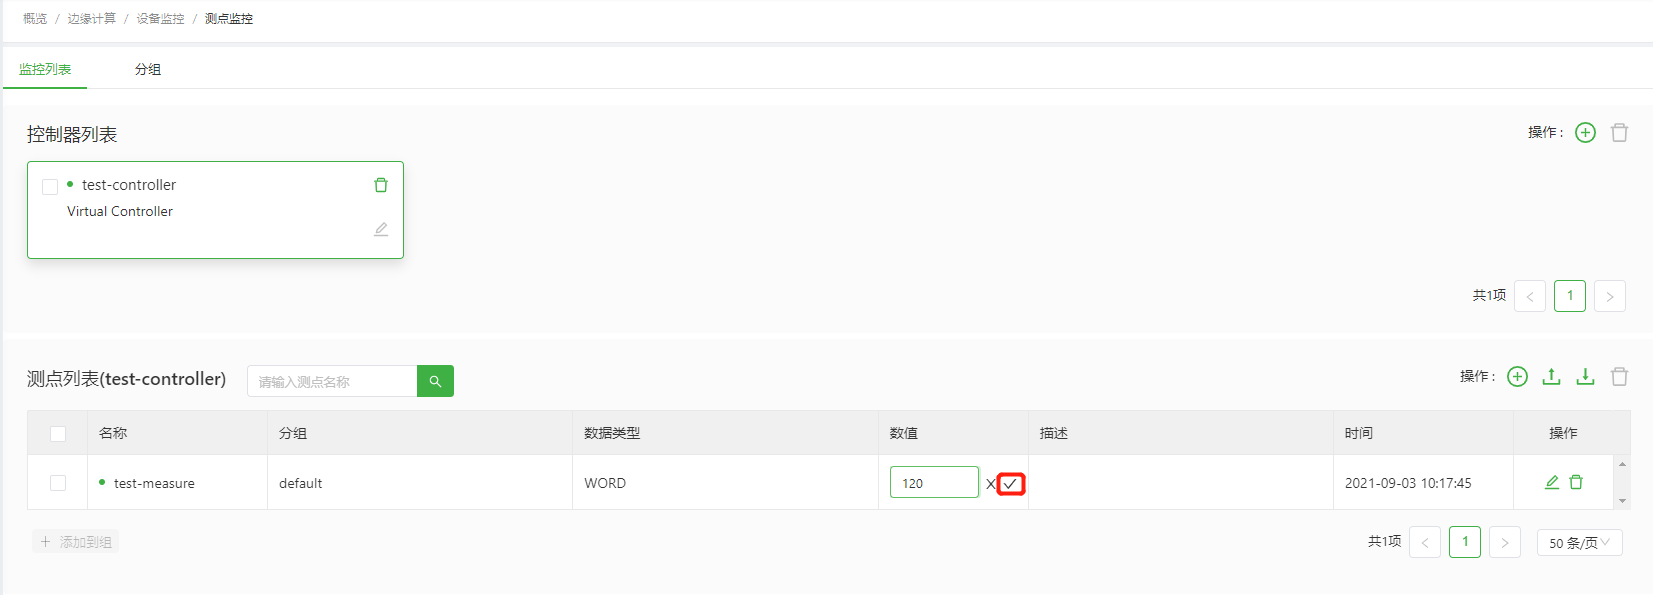 概览 / 边缘计算 / 设备监控 / 测点监控
监控列表 分组
控制器列表 操作 :
test-controller
Virtual Controller
共1项 < 1 >
测点列表(test-controller) 请输入测点名称 操作 :
名称 分组 数据类型 数值 描述 时间 操作
test-measure default WORD 120 X 2021-09-03 10:17:45
+ 添加到组 共1项 < 1 > 50 条/页